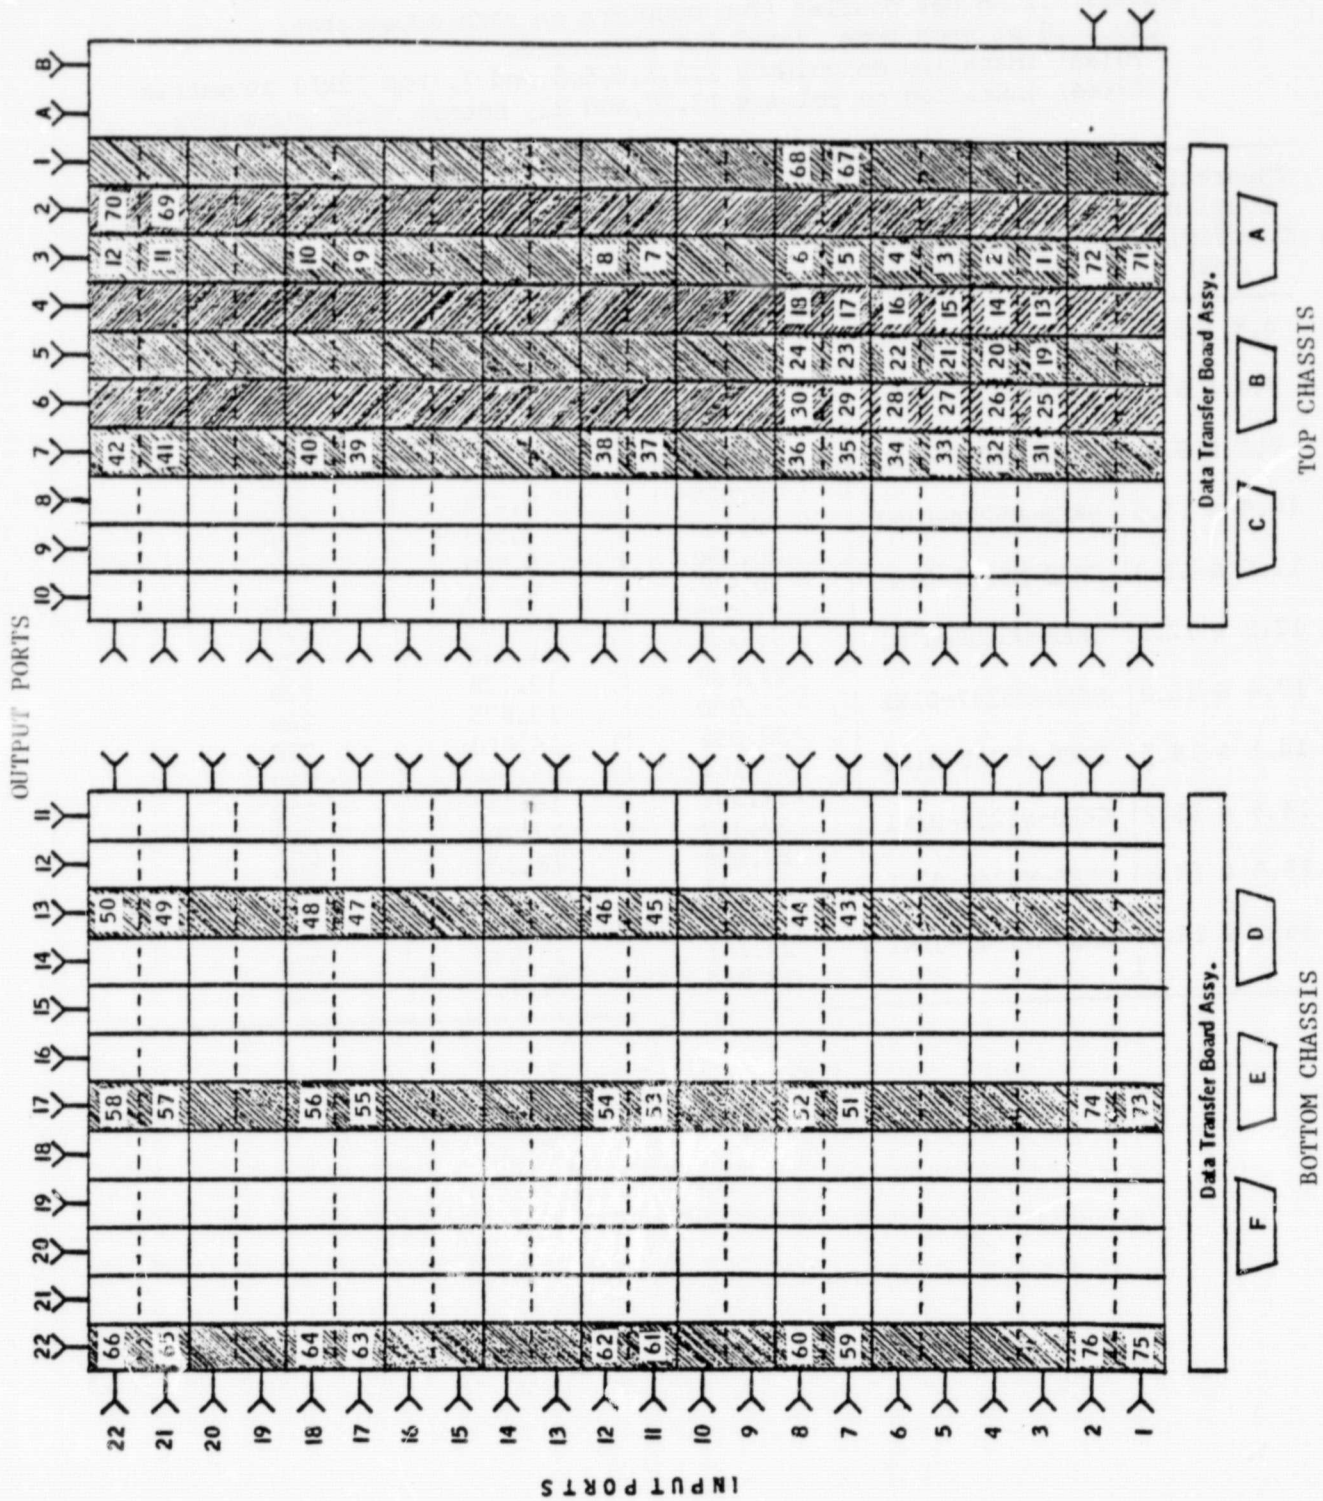 OUTPUT PORTS
22 21 20 19 18 17 16 15 14 13 12 11 10 9 8 7 6 5 4 3 2 1 A B
INPUT PORTS
22 66 58 50 42 12 70
21 65 57 49 41 11 69
20
19
18 64 56 48 40 10
17 63 55 47 39 9
16
15
14
13
12 62 54 46 38 8
11 61 53 45 37 7
10
9
8 60 52 44 36 30 24 18 6 68
7 59 51 43 35 29 23 17 5 67
6 34 28 22 16 4
5 33 27 21 15 3
4 32 26 20 14 2
3 31 25 19 13 1
2 76 74 72
1 75 73 71
Data Transfer Board Assy. Data Transfer Board Assy.
F E D C B A
BOTTOM CHASSIS TOP CHASSIS